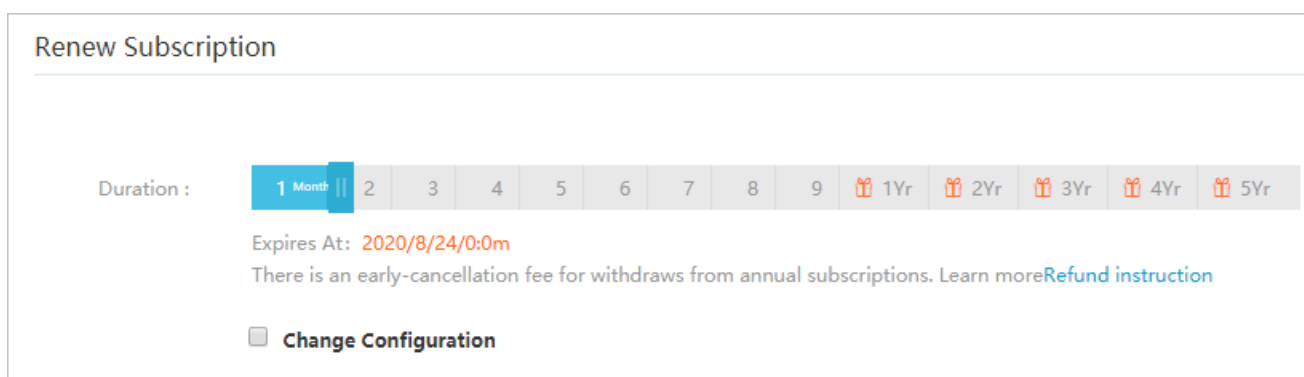 Renew Subscription
Duration : 1 Month 2 3 4 5 6 7 8 9 1Yr 2Yr 3Yr 4Yr 5Yr
Expires At: 2020/8/24/0:0m
There is an early-cancellation fee for withdraws from annual subscriptions. Learn moreRefund instruction
Change Configuration